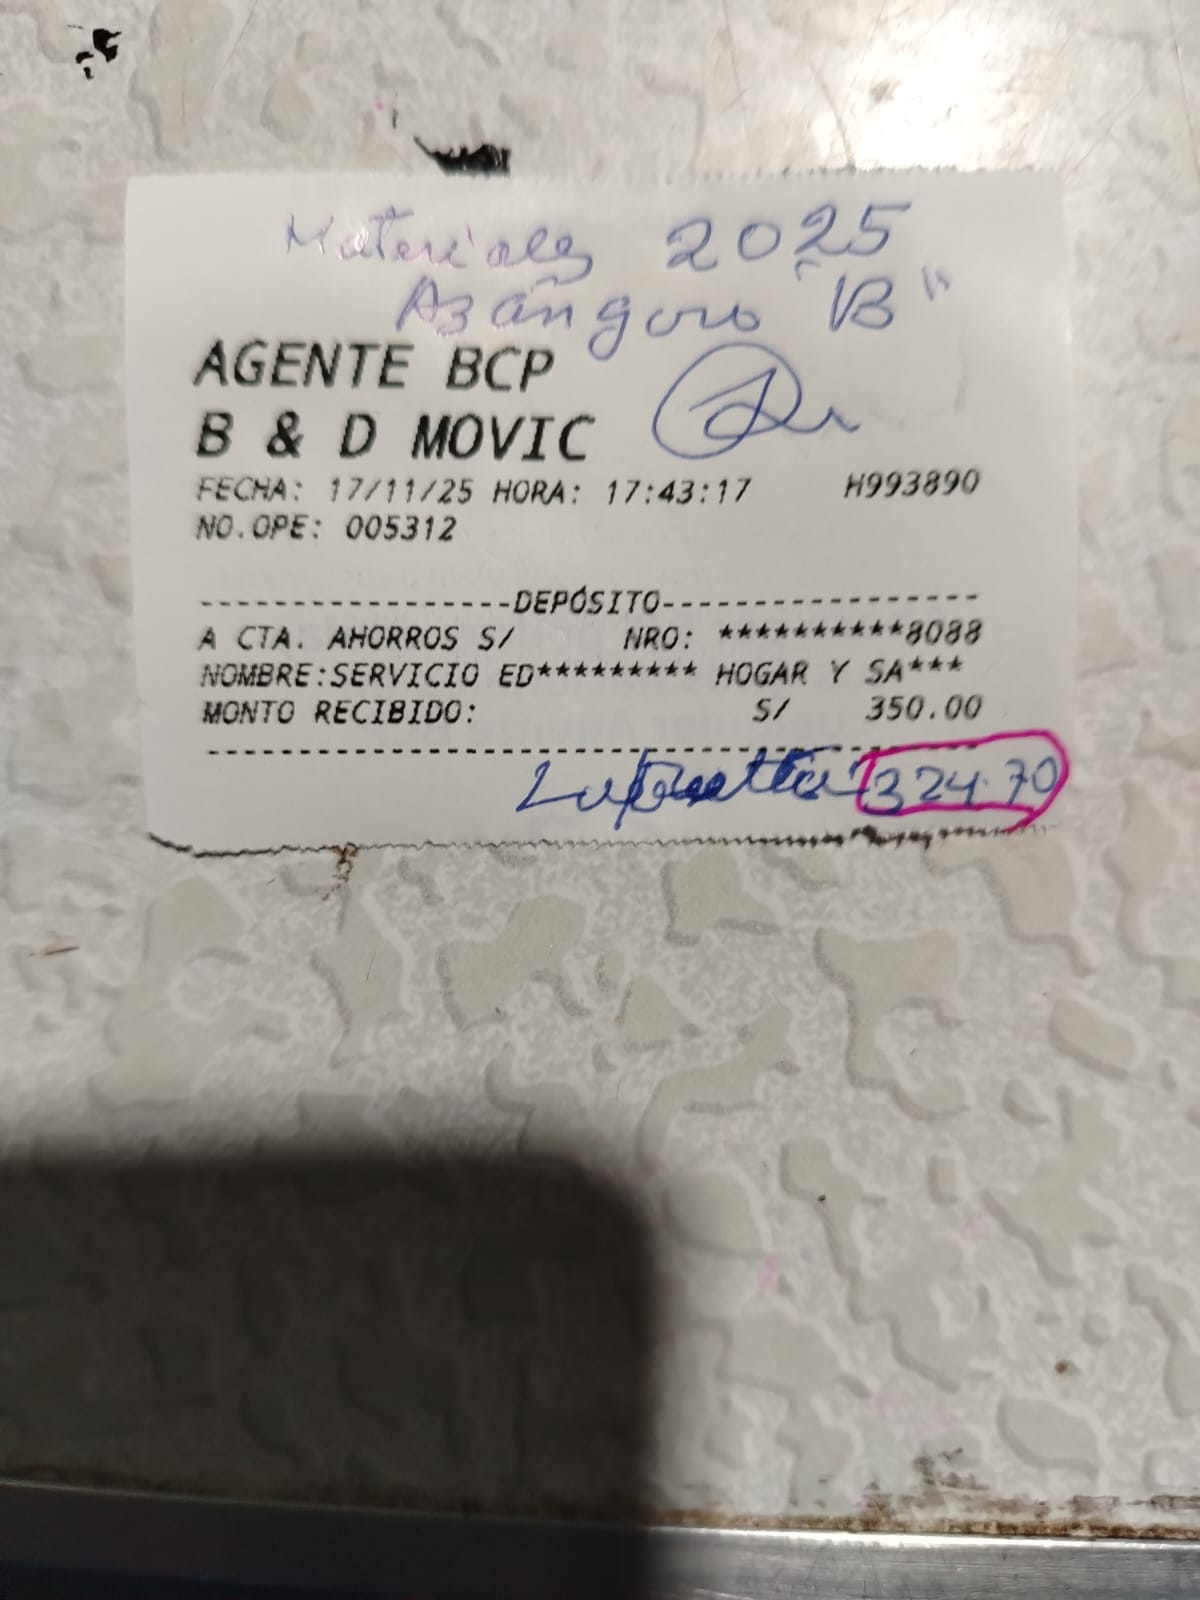 Materiales 2025
Azángaro "B"
AGENTE BCP
B & D MOVIC
FECHA: 17/11/25 HORA: 17:43:17 H993890
NO.OPE: 005312
-----------------DEPÓSITO-----------------
A CTA. AHORROS S/ NRO: **********8088
NOMBRE:SERVICIO ED********* HOGAR Y SA***
MONTO RECIBIDO: S/ 350.00
324.70